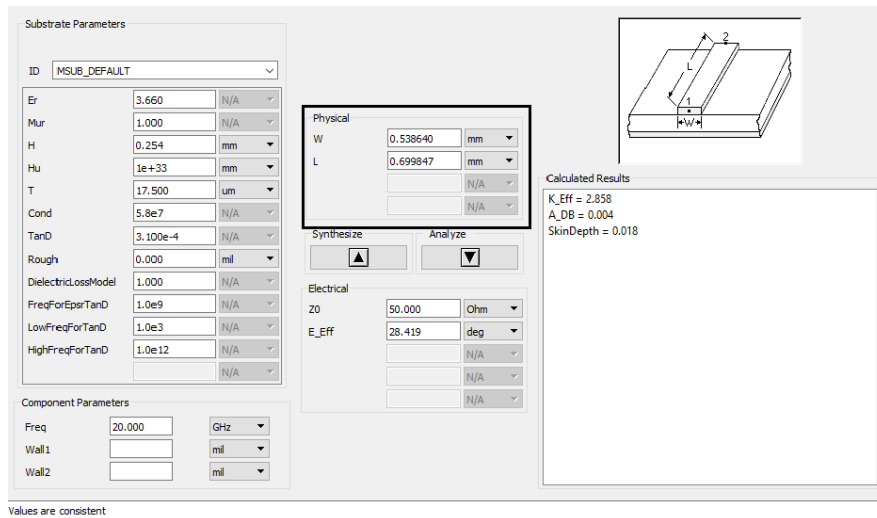 Substrate Parameters
ID MSUB_DEFAULT
Er 3.660 N/A
Mur 1.000 N/A
H 0.254 mm
Hu 1e+33 mm
T 17.500 um
Cond 5.8e7 N/A
TanD 3.100e-4 N/A
Rough 0.000 mil
DielectricLossModel 1.000 N/A
FreqForEpsrTanD 1.0e9 N/A
LowFreqForTanD 1.0e3 N/A
HighFreqForTanD 1.0e12 N/A
N/A
Component Parameters
Freq 20.000 GHz
Wall1 mil
Wall2 mil
Physical
W 0.538640 mm
L 0.699847 mm
N/A
N/A
Synthesize Analyze
Electrical
Z0 50.000 Ohm
E_Eff 28.419 deg
N/A
N/A
N/A
2
L
1
W
Calculated Results
K_Eff = 2.858
A_DB = 0.004
SkinDepth = 0.018
Values are consistent